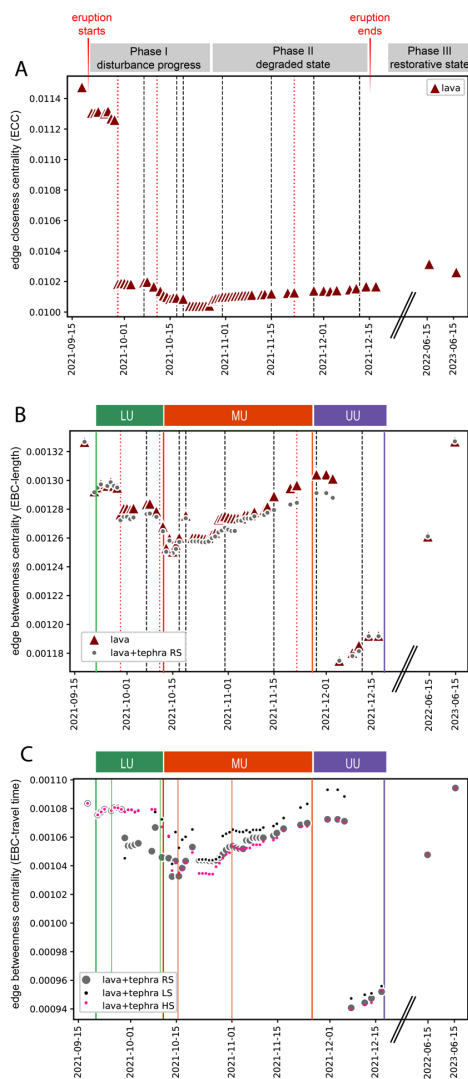 eruption
starts
eruption
ends
A
Phase I
disturbance progress
Phase II
degraded state
Phase III
restorative state
edge closeness centrality (ECC)
0.0114
0.0112
0.0110
0.0108
0.0106
0.0104
0.0102
0.0100
lava
2021-09-15
2021-10-01
2021-10-15
2021-11-01
2021-11-15
2021-12-01
2021-12-15
2022-06-15
2023-06-15
B
LU
MU
UU
edge betweenness centrality (EBC-length)
0.00132
0.00130
0.00128
0.00126
0.00124
0.00122
0.00120
0.00118
lava
lava+tephra RS
2021-09-15
2021-10-01
2021-10-15
2021-11-01
2021-11-15
2021-12-01
2021-12-15
2022-06-15
2023-06-15
C
LU
MU
UU
edge betweenness centrality (EBC-travel time)
0.00110
0.00108
0.00106
0.00104
0.00102
0.00100
0.00098
0.00096
0.00094
lava+tephra RS
lava+tephra LS
lava+tephra HS
2021-09-15
2021-10-01
2021-10-15
2021-11-01
2021-11-15
2021-12-01
2021-12-15
2022-06-15
2023-06-15